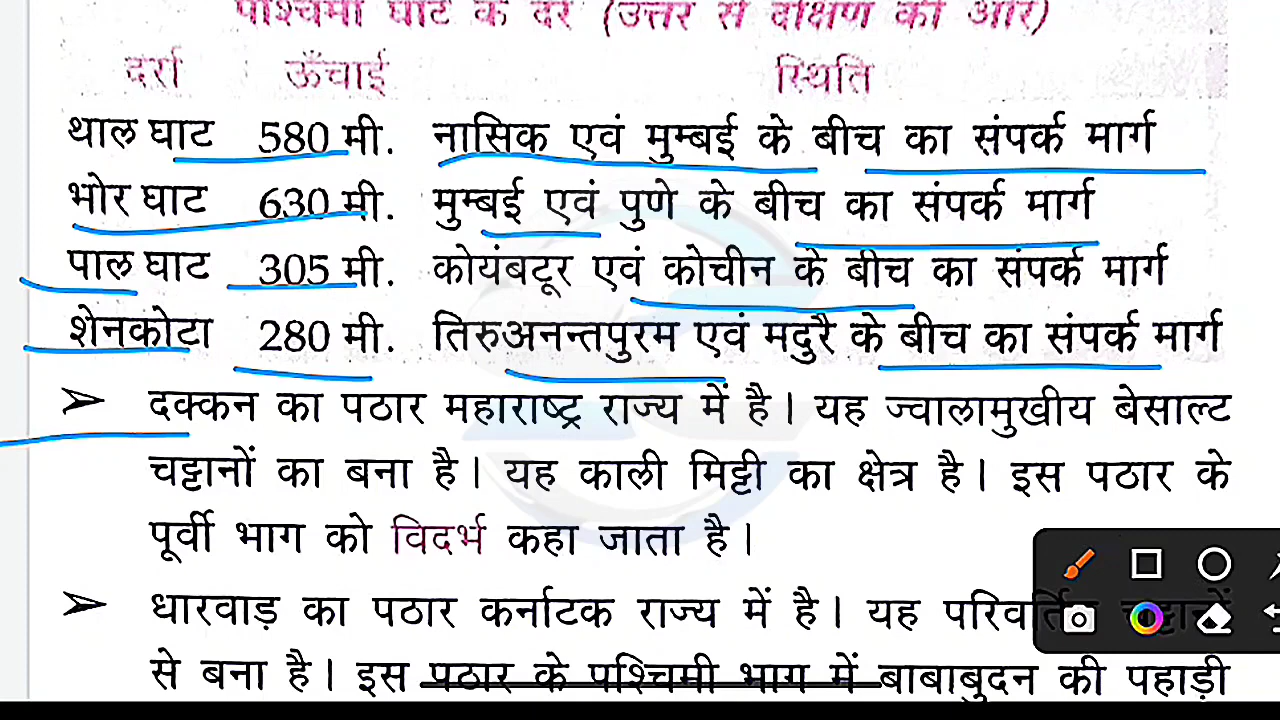 पश्चिमी घाट के दर्रे (उत्तर से दक्षिण की ओर)
दर्रा ऊँचाई स्थिति
थाल घाट 580 मी. नासिक एवं मुम्बई के बीच का संपर्क मार्ग
भोर घाट 630 मी. मुम्बई एवं पुणे के बीच का संपर्क मार्ग
पाल घाट 305 मी. कोयंबटूर एवं कोचीन के बीच का संपर्क मार्ग
शेनकोटा 280 मी. तिरुअनन्तपुरम एवं मदुरै के बीच का संपर्क मार्ग
➢ दक्कन का पठार महाराष्ट्र राज्य में है। यह ज्वालामुखीय बेसाल्ट
चट्टानों का बना है। यह काली मिट्टी का क्षेत्र है। इस पठार के
पूर्वी भाग को विदर्भ कहा जाता है।
➢ धारवाड़ का पठार कर्नाटक राज्य में है। यह परिवर्तित चट्टानों
से बना है। इस पठार के पश्चिमी भाग में बाबाबुदन की पहाड़ी